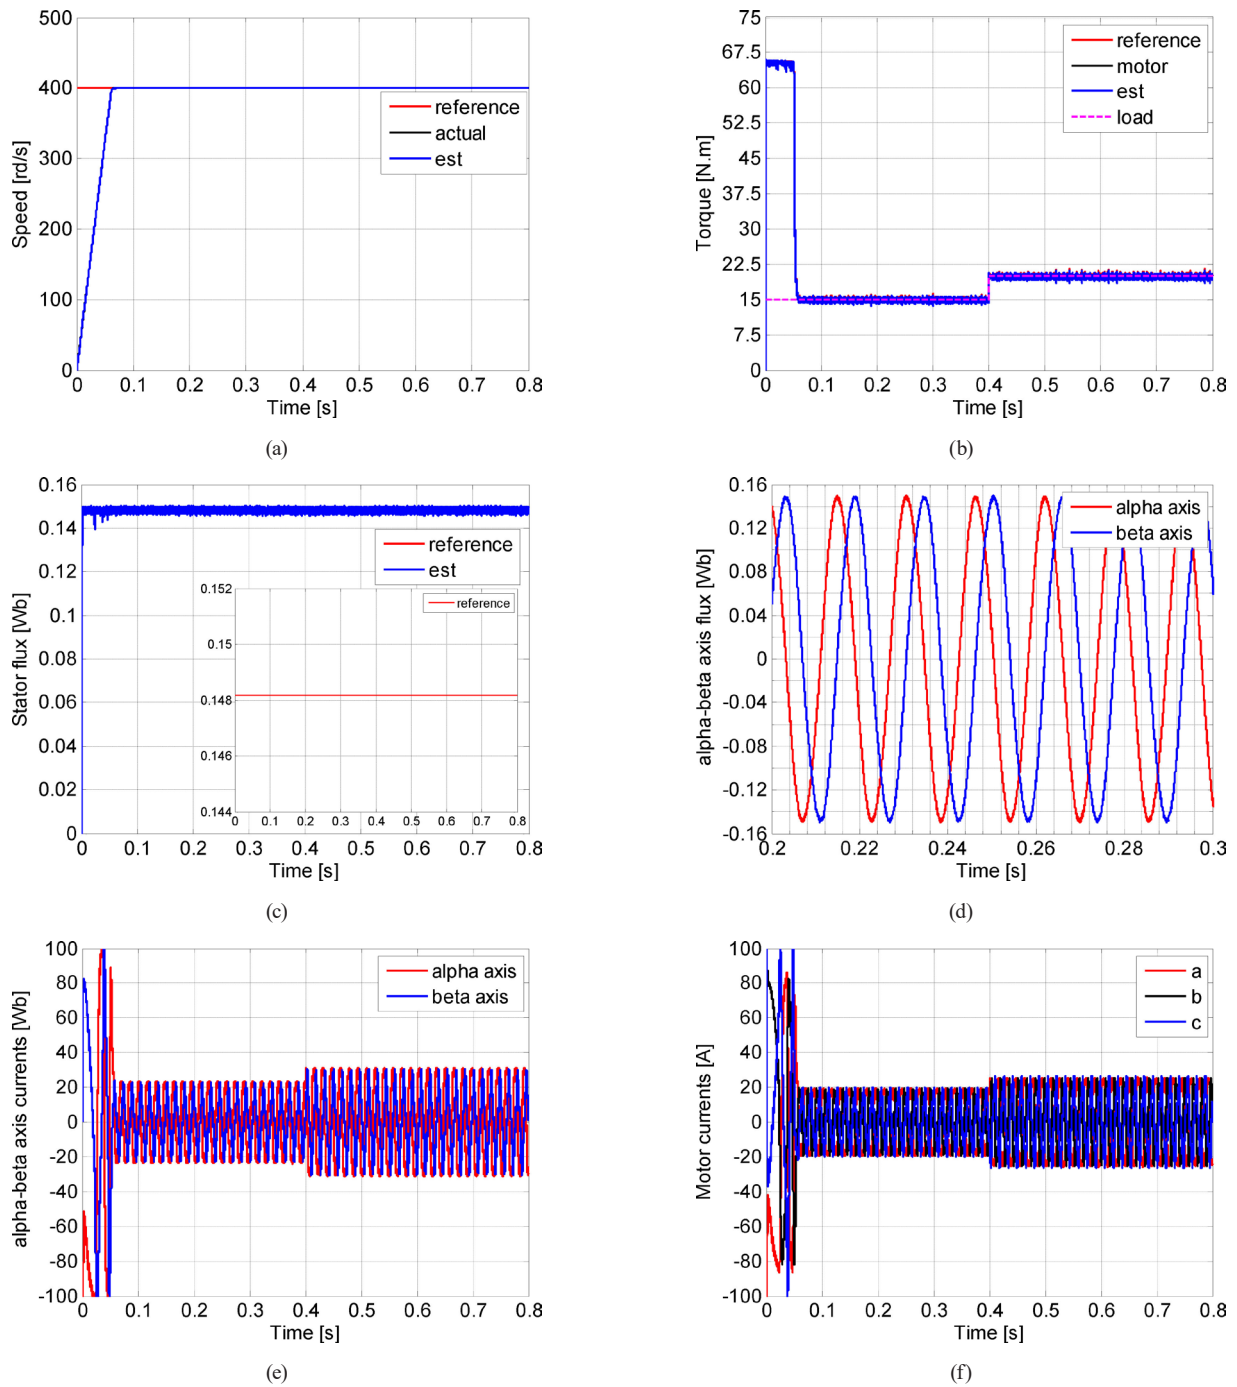 500
400
300
200
100
0
Speed [rd/s]
reference
actual
est
0 0.1 0.2 0.3 0.4 0.5 0.6 0.7 0.8
Time [s]
(a)
75
67.5
60
52.5
45
37.5
30
22.5
15
7.5
0
Torque [N.m]
reference
motor
est
load
0 0.1 0.2 0.3 0.4 0.5 0.6 0.7 0.8
Time [s]
(b)
0.16
0.14
0.12
0.1
0.08
0.06
0.04
0.02
0
Stator flux [Wb]
reference
est
0.152
0.15
0.148
0.146
0.144
reference
0 0.1 0.2 0.3 0.4 0.5 0.6 0.7 0.8
0 0.1 0.2 0.3 0.4 0.5 0.6 0.7 0.8
Time [s]
(c)
0.16
0.12
0.08
0.04
0
-0.04
-0.08
-0.12
-0.16
alpha-beta axis flux [Wb]
alpha axis
beta axis
0.2 0.22 0.24 0.26 0.28 0.3
Time [s]
(d)
100
80
60
40
20
0
-20
-40
-60
-80
-100
alpha-beta axis currents [Wb]
alpha axis
beta axis
0 0.1 0.2 0.3 0.4 0.5 0.6 0.7 0.8
Time [s]
(e)
100
80
60
40
20
0
-20
-40
-60
-80
-100
Motor currents [A]
a
b
c
0 0.1 0.2 0.3 0.4 0.5 0.6 0.7 0.8
Time [s]
(f)